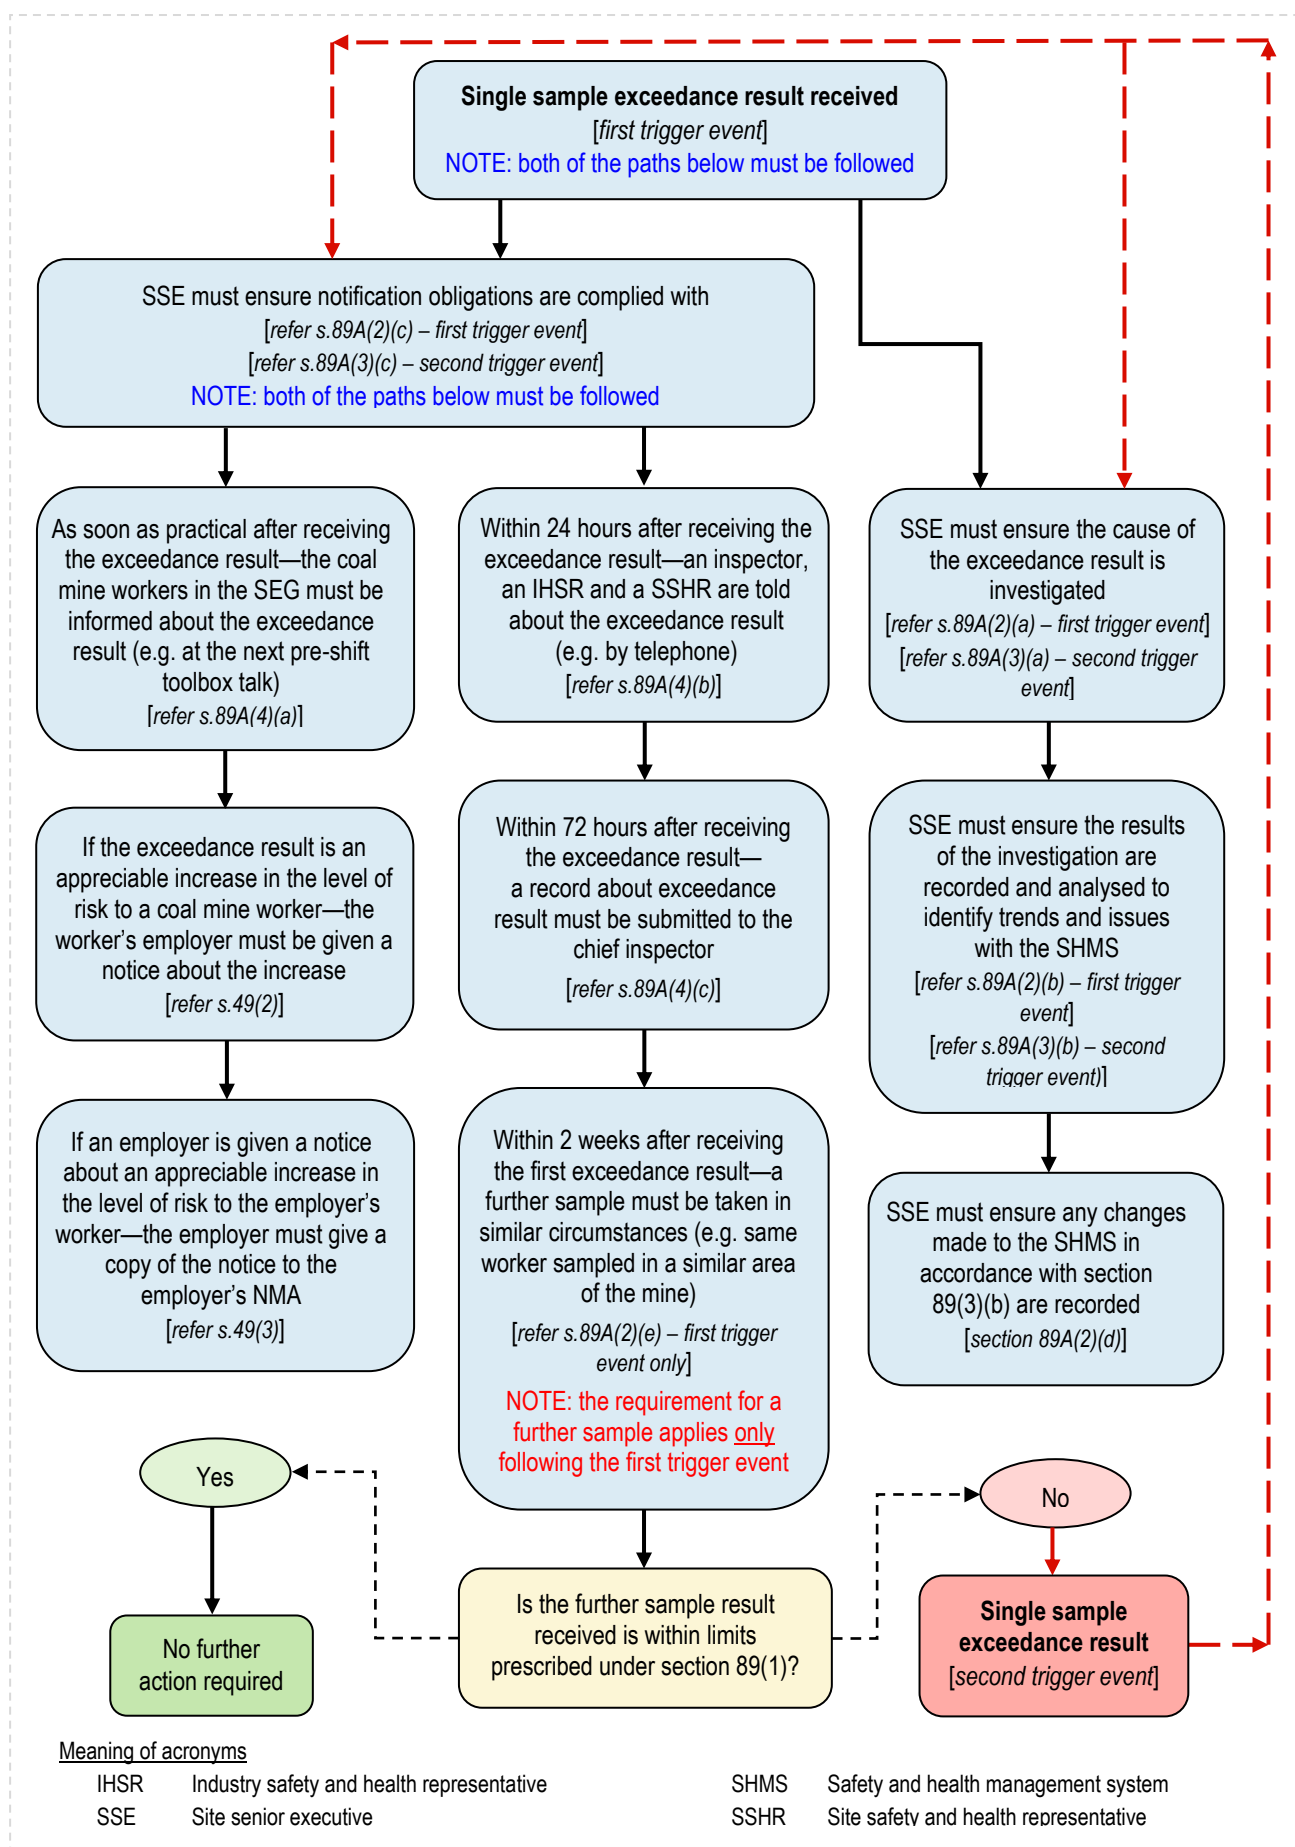 Single sample exceedance result received
[first trigger event]
NOTE: both of the paths below must be followed
SSE must ensure notification obligations are complied with
[refer s.89A(2)(c) – first trigger event]
[refer s.89A(3)(c) – second trigger event]
NOTE: both of the paths below must be followed
As soon as practical after receiving
the exceedance result—the coal
mine workers in the SEG must be
informed about the exceedance
result (e.g. at the next pre-shift
toolbox talk)
[refer s.89A(4)(a)]
Within 24 hours after receiving the
exceedance result—an inspector,
an IHSR and a SSHR are told
about the exceedance result
(e.g. by telephone)
[refer s.89A(4)(b)]
SSE must ensure the cause of
the exceedance result is
investigated
[refer s.89A(2)(a) – first trigger event]
[refer s.89A(3)(a) – second trigger
event]
If the exceedance result is an
appreciable increase in the level of
risk to a coal mine worker—the
worker's employer must be given a
notice about the increase
[refer s.49(2)]
Within 72 hours after receiving
the exceedance result—
a record about exceedance
result must be submitted to the
chief inspector
[refer s.89A(4)(c)]
SSE must ensure the results
of the investigation are
recorded and analysed to
identify trends and issues
with the SHMS
[refer s.89A(2)(b) – first trigger
event]
[refer s.89A(3)(b) – second
trigger event)]
If an employer is given a notice
about an appreciable increase in
the level of risk to the employer's
worker—the employer must give a
copy of the notice to the
employer's NMA
[refer s.49(3)]
Within 2 weeks after receiving
the first exceedance result—a
further sample must be taken in
similar circumstances (e.g. same
worker sampled in a similar area
of the mine)
[refer s.89A(2)(e) – first trigger
event only]
NOTE: the requirement for a
further sample applies only
following the first trigger event
SSE must ensure any changes
made to the SHMS in
accordance with section
89(3)(b) are recorded
[section 89A(2)(d)]
Yes
No
No further
action required
Is the further sample result
received is within limits
prescribed under section 89(1)?
Single sample
exceedance result
[second trigger event]
Meaning of acronyms
IHSR Industry safety and health representative
SHMS Safety and health management system
SSE Site senior executive
SSHR Site safety and health representative